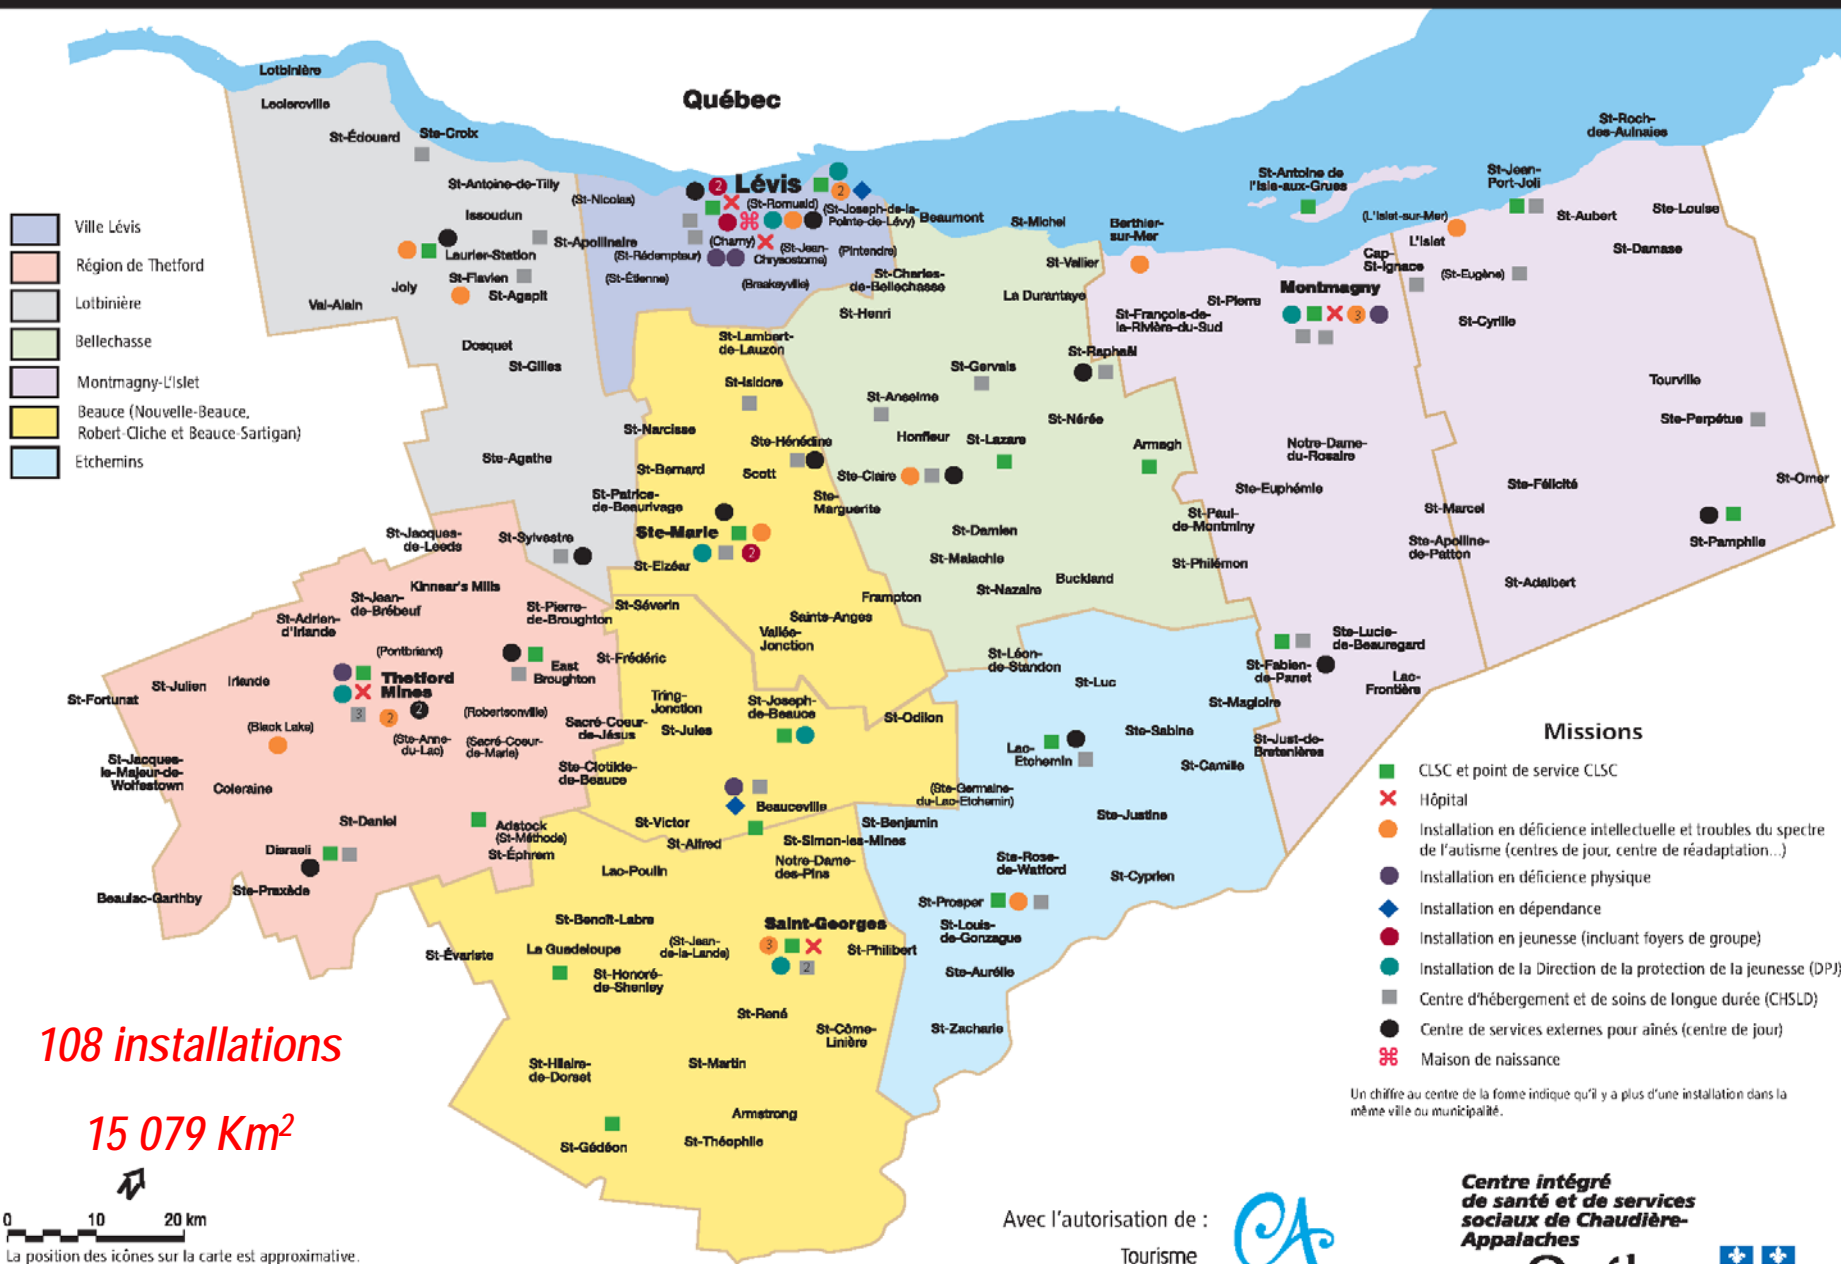 Québec
Lotbinière
Leclercville
St-Édouard
Ste-Croix
St-Antoine-de-Tilly
Issoudun
St-Apollinaire
Laurier-Station
St-Flavien
St-Agapit
Joly
Val-Alain
Dosquet
St-Gilles
Ste-Agathe
St-Patrice-
de-Beaurivage
St-Sylvestre
Ville Lévis
Région de Thetford
Lotbinière
Bellechasse
Montmagny-L'Islet
Beauce (Nouvelle-Beauce,
Robert-Cliche et Beauce-Sartigan)
Etchemins
Lévis
2
2
(St-Nicolas)
(St-Romuald)
(St-Joseph-de-la-
Pointe-de-Lévy)
(Charny)
(St-Jean-
Chrysostome)
(Pintendre)
(St-Rédempteur)
(St-Étienne)
(Breakeyville)
Beaumont
St-Michel
St-Vallier
St-Charles-
de-Bellechasse
La Durantaye
St-Henri
St-Gervais
St-Raphaël
St-Anselme
St-Nérée
Honfleur
St-Lazare
Armagh
Ste-Claire
St-Damien
St-Malachie
St-Nazaire
Buckland
St-Philémon
Berthier-
sur-Mer
St-Antoine de
l'Isle-aux-Grues
St-François-de-
la-Rivière-du-Sud
St-Pierre
Montmagny
3
Cap-
St-Ignace
Notre-Dame-
du-Rosaire
Ste-Euphémie
St-Paul-
de-Montminy
Ste-Apolline-
de-Patton
Ste-Lucie-
de-Beauregard
St-Fabien-
de-Panet
Lac-
Frontière
St-Just-de-
Bretenières
St-Roch-
des-Aulnaies
St-Jean-
Port-Joli
St-Aubert
Ste-Louise
(L'Islet-sur-Mer)
L'Islet
(St-Eugène)
St-Damase
St-Cyrille
Tourville
Ste-Perpétue
Ste-Félicité
St-Omer
St-Marcel
St-Pamphile
St-Adalbert
St-Lambert-
de-Lauzon
St-Isidore
St-Narcisse
Ste-Hénédine
St-Bernard
Scott
Ste-
Marguerite
Ste-Marie
2
St-Elzéar
Frampton
Saints-Anges
Vallée-
Jonction
St-Séverin
St-Frédéric
Tring-
Jonction
St-Jules
St-Joseph-
de-Beauce
St-Odilon
Beauceville
St-Victor
St-Alfred
St-Simon-les-Mines
Notre-Dame-
des-Pins
Lac-Poulin
St-Benoît-Labre
Saint-Georges
3
2
(St-Jean-
de-la-Lande)
St-Philibert
La Guadeloupe
St-Évariste
St-Honoré-
de-Shenley
St-René
St-Côme-
Linière
St-Hilaire-
de-Dorset
St-Martin
Armstrong
St-Gédéon
St-Théophile
St-Jacques-
de-Leeds
Kinnear's Mills
St-Jean-
de-Brébeuf
St-Adrien-
d'Irlande
St-Pierre-
de-Broughton
(Pontbriand)
East
Broughton
Thetford
Mines
3
2
2
St-Fortunat
St-Julien
Irlande
(Black Lake)
(Robertsonville)
(Ste-Anne-
du-Lac)
(Sacré-Coeur-
de-Marie)
Sacré-Coeur-
de-Jésus
Ste-Clotilde-
de-Beauce
St-Jacques-
le-Majeur-de-
Wolfestown
Coleraine
St-Daniel
Adstock
(St-Méthode)
St-Éphrem
Disraeli
Ste-Praxède
Beaulac-Garthby
St-Léon-
de-Standon
St-Luc
St-Magloire
Ste-Sabine
Lac-
Etchemin
St-Camille
(Ste-Germaine-
du-Lac-Etchemin)
Ste-Justine
St-Benjamin
Ste-Rose-
de-Watford
St-Cyprien
St-Prosper
St-Louis-
de-Gonzague
Ste-Aurélie
St-Zacharie
Missions
CLSC et point de service CLSC
Hôpital
Installation en déficience intellectuelle et troubles du spectre
de l'autisme (centres de jour, centre de réadaptation...)
Installation en déficience physique
Installation en dépendance
Installation en jeunesse (incluant foyers de groupe)
Installation de la Direction de la protection de la jeunesse (DPJ)
Centre d'hébergement et de soins de longue durée (CHSLD)
Centre de services externes pour aînés (centre de jour)
Maison de naissance
Un chiffre au centre de la forme indique qu'il y a plus d'une installation dans la
même ville ou municipalité.
108 installations
15 079 Km²
N
0 10 20 km
La position des icônes sur la carte est approximative.
Avec l'autorisation de :
Tourisme
CA
Centre intégré
de santé et de services
sociaux de Chaudière-
Appalaches